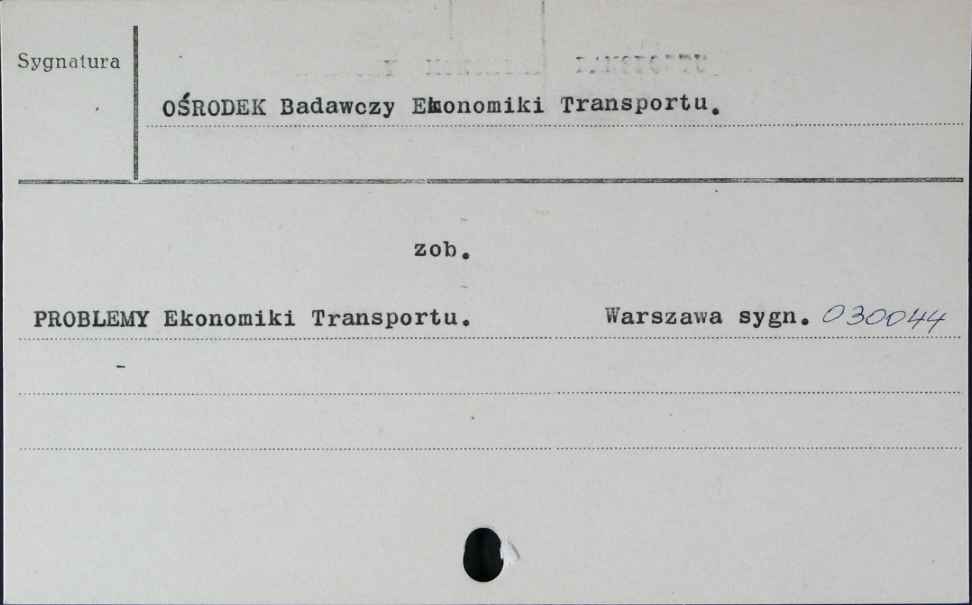 Sygnatura
OŚRODEK Badawczy Ekonomiki Transportu.
zob.
PROBLEMY Ekonomiki Transportu. Warszawa sygn. 030044